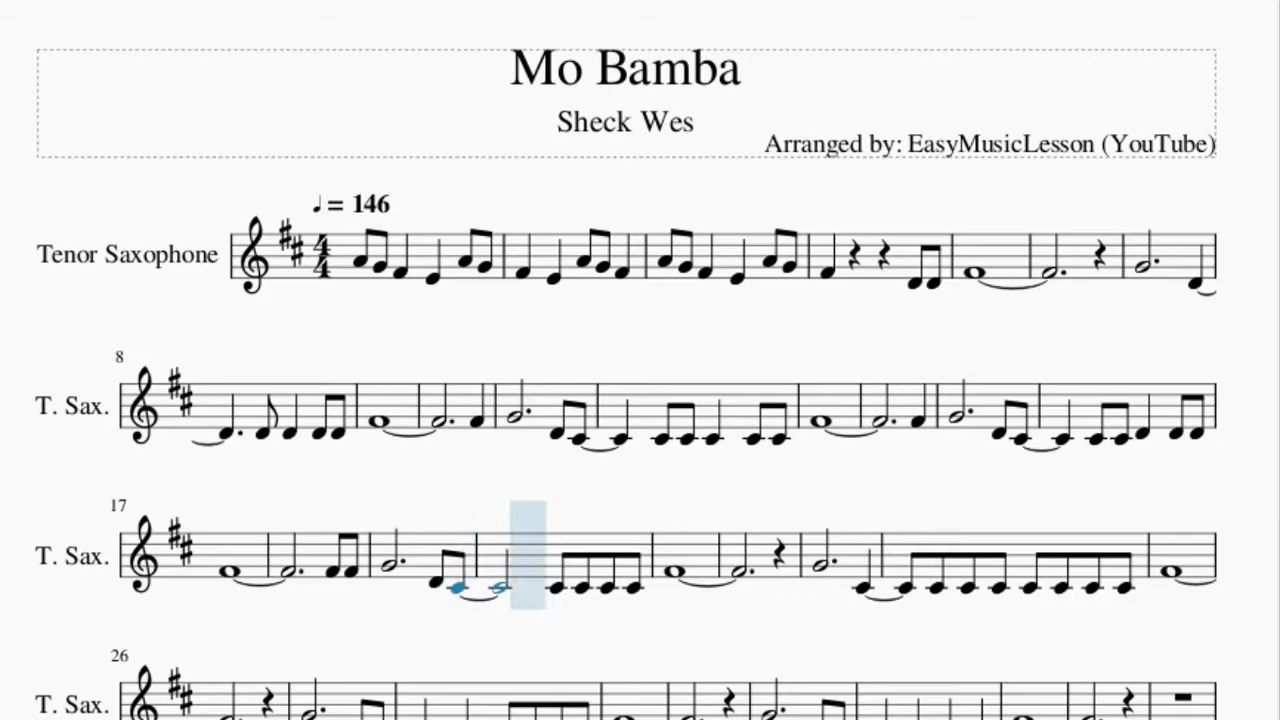 Mo Bamba
Sheck Wes
Arranged by: EasyMusicLesson (YouTube)
♩ = 146
Tenor Saxophone
4
4
8
T. Sax.
17
T. Sax.
26
T. Sax.